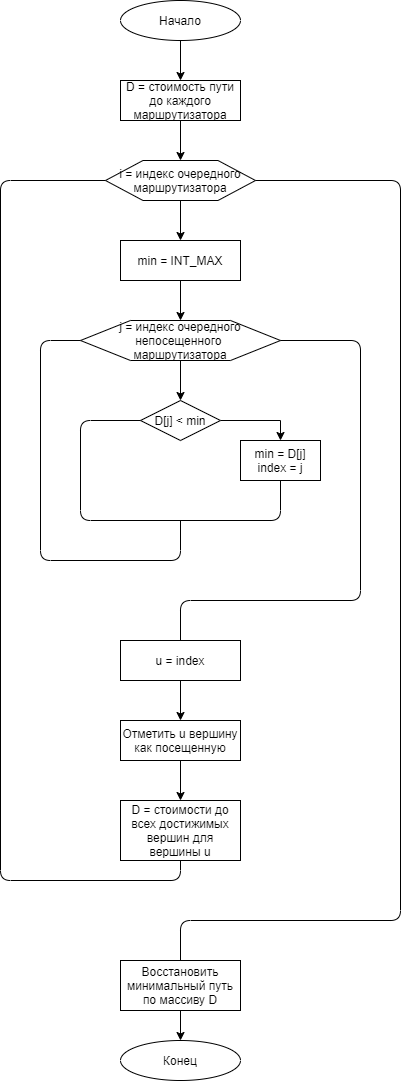 Начало
D = стоимость пути
до каждого
маршрутизатора
i = индекс очередного
маршрутизатора
min = INT_MAX
j = индекс очередного
непосещенного
маршрутизатора
D[j] < min
min = D[j]
index = j
u = index
Отметить u вершину
как посещенную
D = стоимости до
всех достижимых
вершин для
вершины u
Восстановить
минимальный путь
по массиву D
Конец